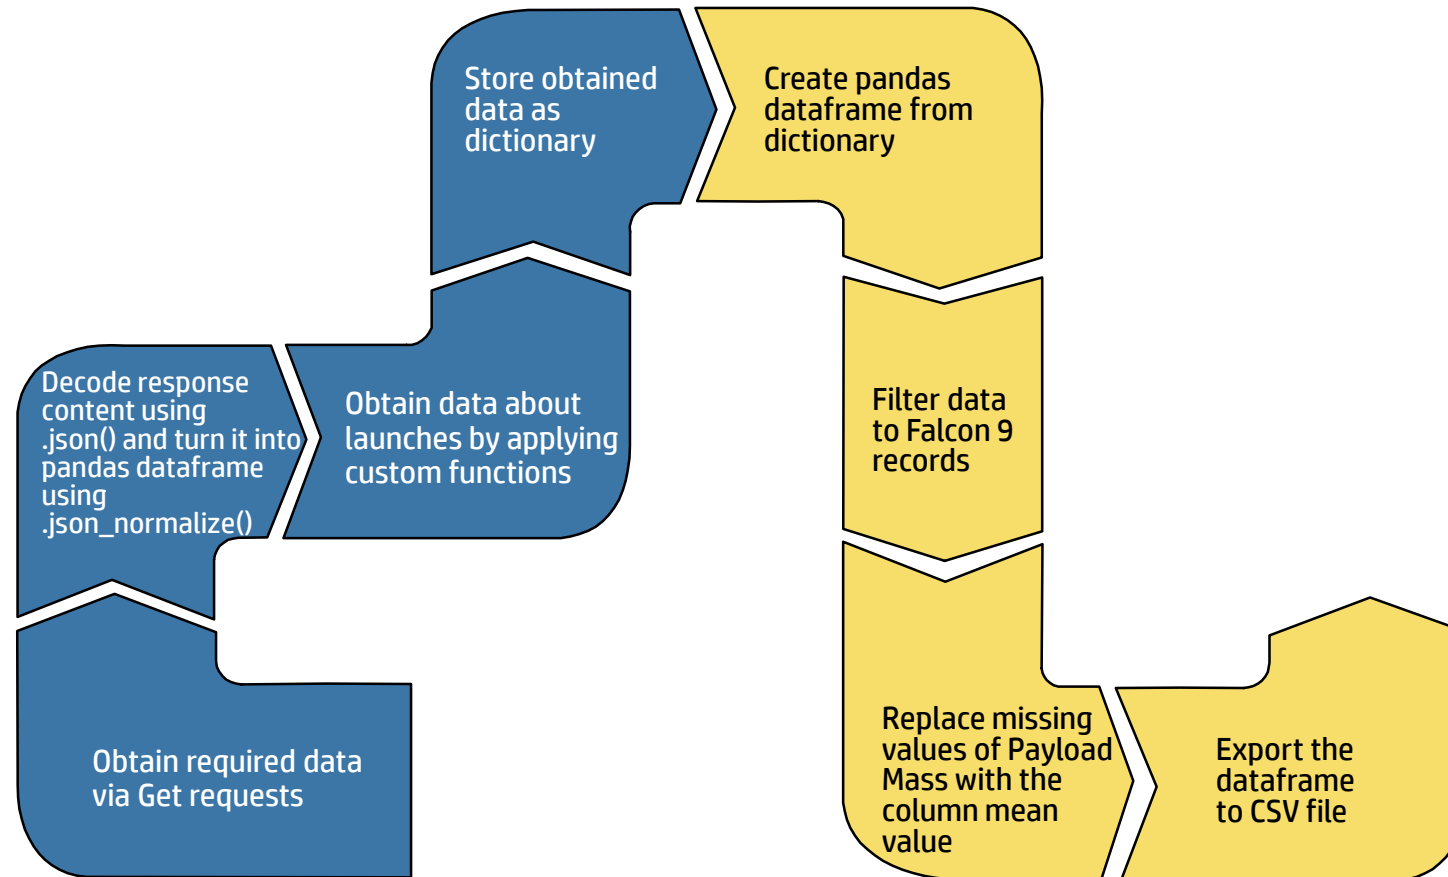 Store obtained
data as
dictionary
Create pandas
dataframe from
dictionary
Decode response
content using
.json() and turn it into
pandas dataframe
using
.json_normalize()
Obtain data about
launches by applying
custom functions
Filter data
to Falcon 9
records
Obtain required data
via Get requests
Replace missing
values of Payload
Mass with the
column mean
value
Export the
dataframe
to CSV file